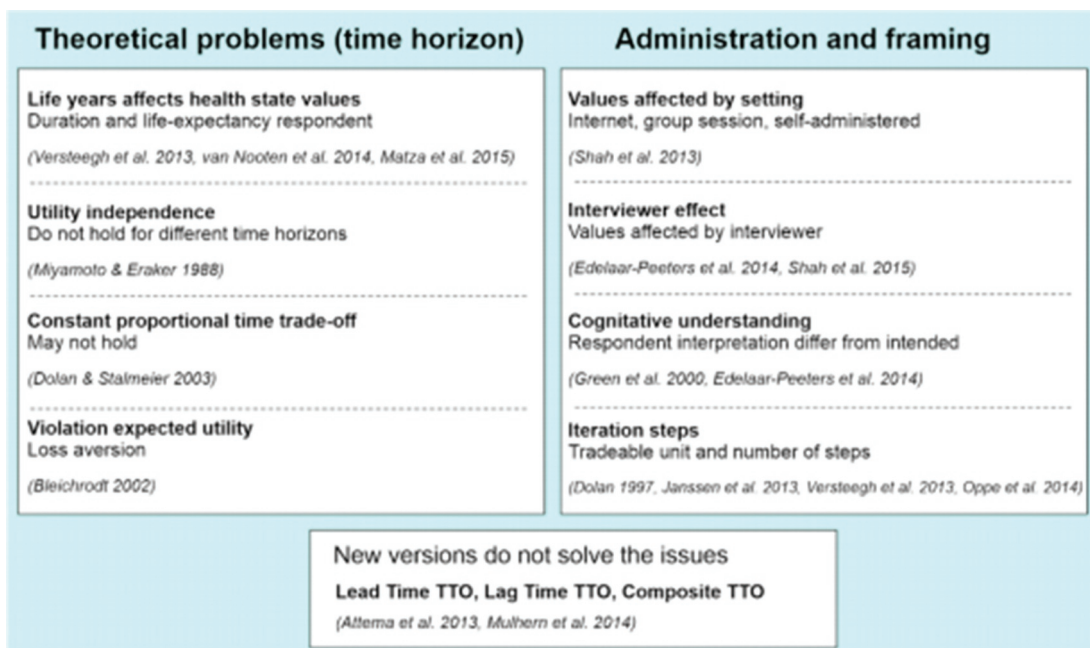 Theoretical problems (time horizon)
Life years affects health state values
Duration and life-expectancy respondent
(Versteegh et al. 2013, van Nooten et al. 2014, Matza et al. 2015)
Utility independence
Do not hold for different time horizons
(Miyamoto & Eraker 1988)
Constant proportional time trade-off
May not hold
(Dolan & Stalmeier 2003)
Violation expected utility
Loss aversion
(Bleichrodt 2002)
Administration and framing
Values affected by setting
Internet, group session, self-administered
(Shah et al. 2013)
Interviewer effect
Values affected by interviewer
(Edelaar-Peeters et al. 2014, Shah et al. 2015)
Cognitative understanding
Respondent interpretation differ from intended
(Green et al. 2000, Edelaar-Peeters et al. 2014)
Iteration steps
Tradeable unit and number of steps
(Dolan 1997, Janssen et al. 2013, Versteegh et al. 2013, Oppe et al. 2014)
New versions do not solve the issues
Lead Time TTO, Lag Time TTO, Composite TTO
(Attema et al. 2013, Mulhern et al. 2014)